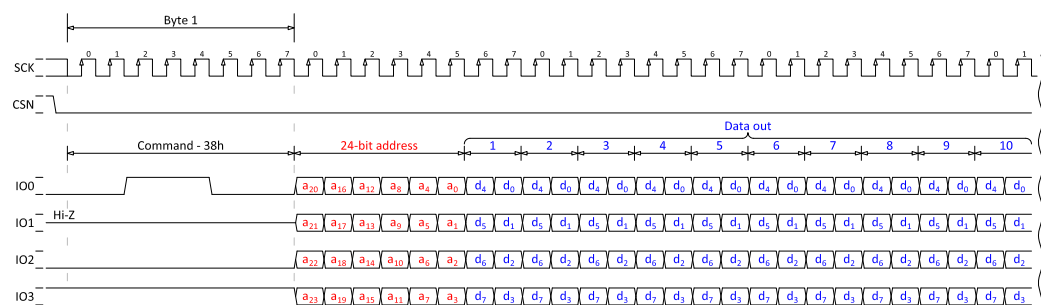 Byte 1
0 1 2 3 4 5 6 7 0 1 2 3 4 5 6 7 0 1 2 3 4 5 6 7 0 1 2 3 4 5 6 7 0 1
SCK
CSN
Data out
Command - 38h 24-bit address 1 2 3 4 5 6 7 8 9 10
IO0 a20 a16 a12 a8 a4 a0 d4 d0 d4 d0 d4 d0 d4 d0 d4 d0 d4 d0 d4 d0 d4 d0 d4 d0 d4 d0
Hi-Z
IO1 a21 a17 a13 a9 a5 a1 d5 d1 d5 d1 d5 d1 d5 d1 d5 d1 d5 d1 d5 d1 d5 d1 d5 d1 d5 d1
IO2 a22 a18 a14 a10 a6 a2 d6 d2 d6 d2 d6 d2 d6 d2 d6 d2 d6 d2 d6 d2 d6 d2 d6 d2 d6 d2
IO3 a23 a19 a15 a11 a7 a3 d7 d3 d7 d3 d7 d3 d7 d3 d7 d3 d7 d3 d7 d3 d7 d3 d7 d3 d7 d3